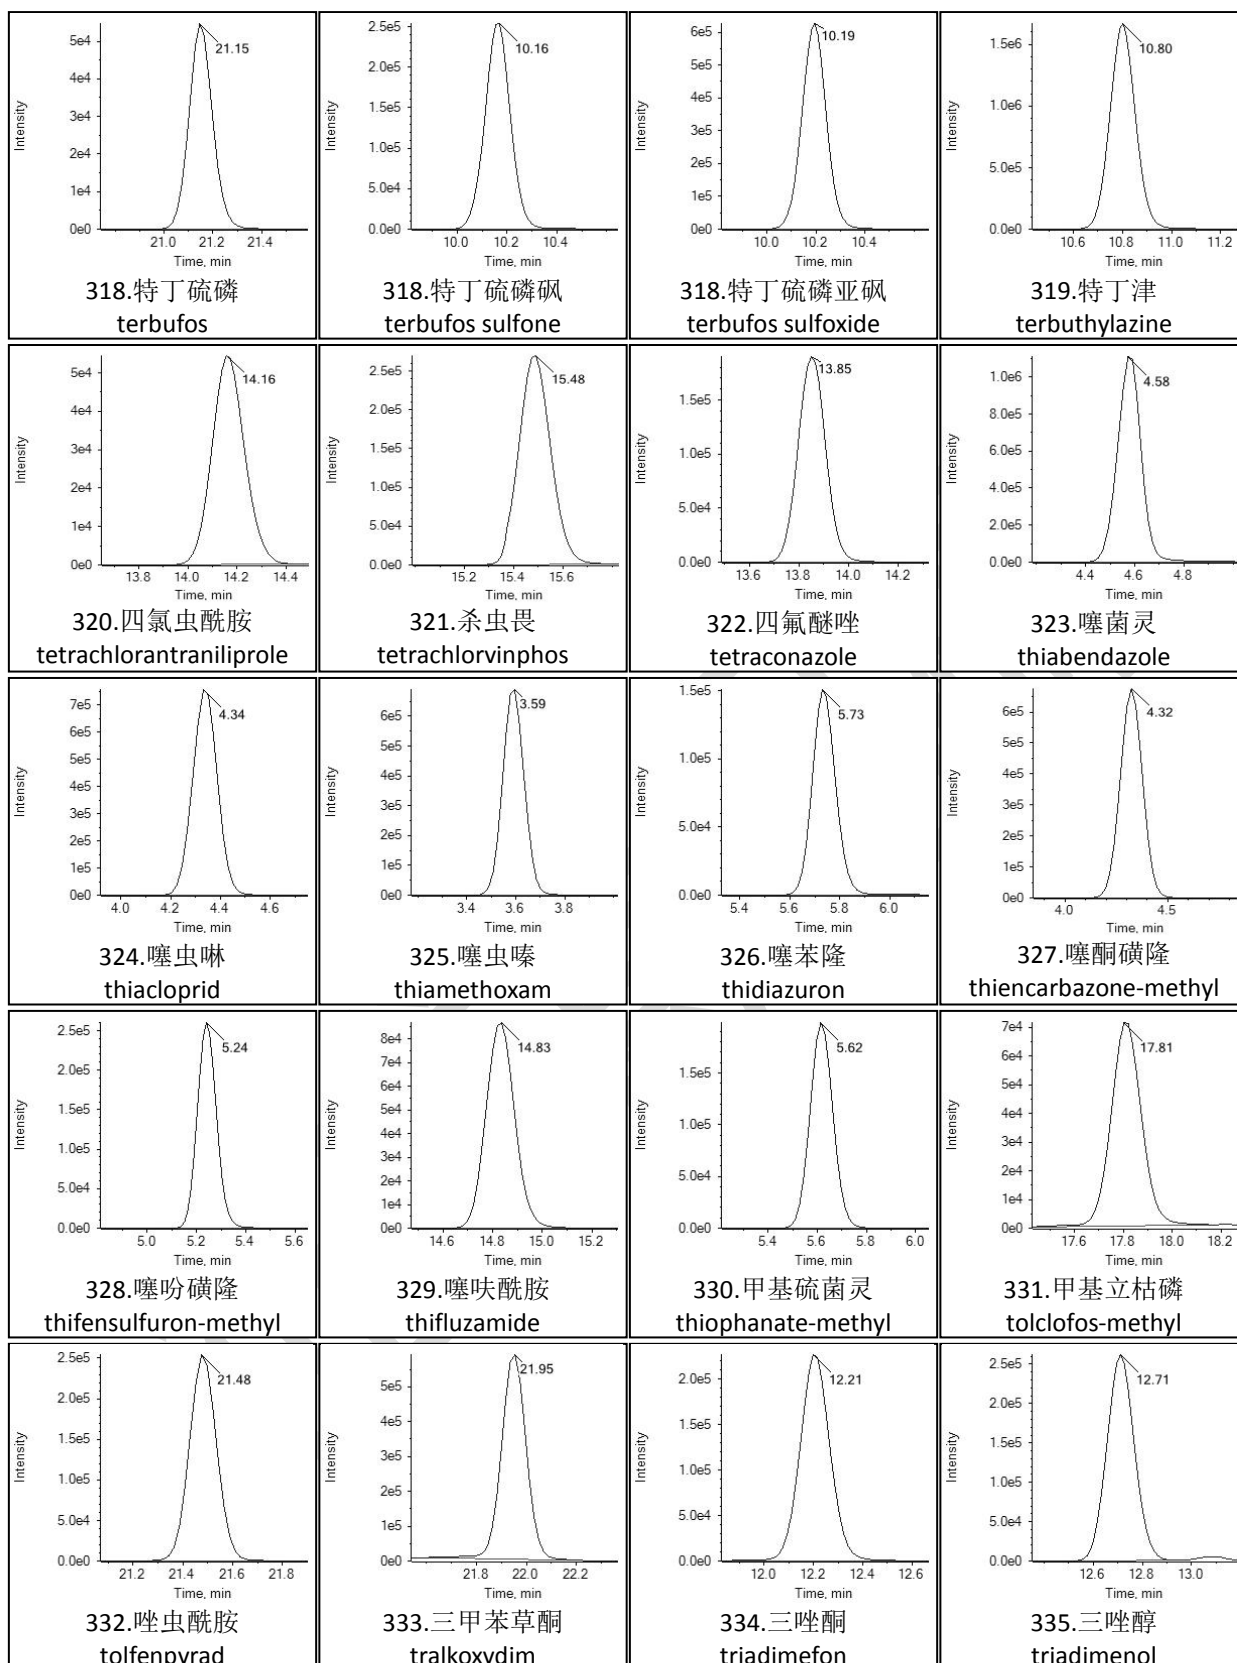 5e4
4e4
3e4
2e4
1e4
0e0
Intensity
21.15
21.0 21.2 21.4
Time, min
318.特丁硫磷
terbufos
2.5e5
2.0e5
1.5e5
1.0e5
5.0e4
0.0e0
Intensity
10.16
10.0 10.2 10.4
Time, min
318.特丁硫磷砜
terbufos sulfone
6e5
5e5
4e5
3e5
2e5
1e5
0e0
Intensity
10.19
10.0 10.2 10.4
Time, min
318.特丁硫磷亚砜
terbufos sulfoxide
1.5e6
1.0e6
5.0e5
0.0e0
Intensity
10.80
10.6 10.8 11.0 11.2
Time, min
319.特丁津
terbuthylazine
5e4
4e4
3e4
2e4
1e4
0e0
Intensity
14.16
13.8 14.0 14.2 14.4
Time, min
320.四氯虫酰胺
tetrachlorantraniliprole
2.5e5
2.0e5
1.5e5
1.0e5
5.0e4
0.0e0
Intensity
15.48
15.2 15.4 15.6
Time, min
321.杀虫畏
tetrachlorvinphos
1.5e5
1.0e5
5.0e4
0.0e0
Intensity
13.85
13.6 13.8 14.0 14.2
Time, min
322.四氟醚唑
tetraconazole
1.0e6
8.0e5
6.0e5
4.0e5
2.0e5
0.0e0
Intensity
4.58
4.4 4.6 4.8
Time, min
323.噻菌灵
thiabendazole
7e5
6e5
5e5
4e5
3e5
2e5
1e5
0e0
Intensity
4.34
4.0 4.2 4.4 4.6
Time, min
324.噻虫啉
thiacloprid
6e5
5e5
4e5
3e5
2e5
1e5
0e0
Intensity
3.59
3.4 3.6 3.8
Time, min
325.噻虫嗪
thiamethoxam
1.5e5
1.0e5
5.0e4
0.0e0
Intensity
5.73
5.4 5.6 5.8 6.0
Time, min
326.噻苯隆
thidiazuron
6e5
5e5
4e5
3e5
2e5
1e5
0e0
Intensity
4.32
4.0 4.5
Time, min
327.噻酮磺隆
thiencarbazone-methyl
2.5e5
2.0e5
1.5e5
1.0e5
5.0e4
0.0e0
Intensity
5.24
5.0 5.2 5.4 5.6
Time, min
328.噻吩磺隆
thifensulfuron-methyl
8e4
7e4
6e4
5e4
4e4
3e4
2e4
1e4
0e0
Intensity
14.83
14.6 14.8 15.0 15.2
Time, min
329.噻呋酰胺
thifluzamide
1.5e5
1.0e5
5.0e4
0.0e0
Intensity
5.62
5.4 5.6 5.8 6.0
Time, min
330.甲基硫菌灵
thiophanate-methyl
7e4
6e4
5e4
4e4
3e4
2e4
1e4
0e0
Intensity
17.81
17.6 17.8 18.0 18.2
Time, min
331.甲基立枯磷
tolclofos-methyl
2.5e5
2.0e5
1.5e5
1.0e5
5.0e4
0.0e0
Intensity
21.48
21.2 21.4 21.6 21.8
Time, min
332.唑虫酰胺
tolfenpyrad
5e5
4e5
3e5
2e5
1e5
0e0
Intensity
21.95
21.8 22.0 22.2
Time, min
333.三甲苯草酮
tralkoxydim
2.0e5
1.5e5
1.0e5
5.0e4
0.0e0
Intensity
12.21
12.0 12.2 12.4
Time, min
334.三唑酮
triadimefon
2.5e5
2.0e5
1.5e5
1.0e5
5.0e4
0.0e0
Intensity
12.71
12.6 12.8 13.0
Time, min
335.三唑醇
triadimenol